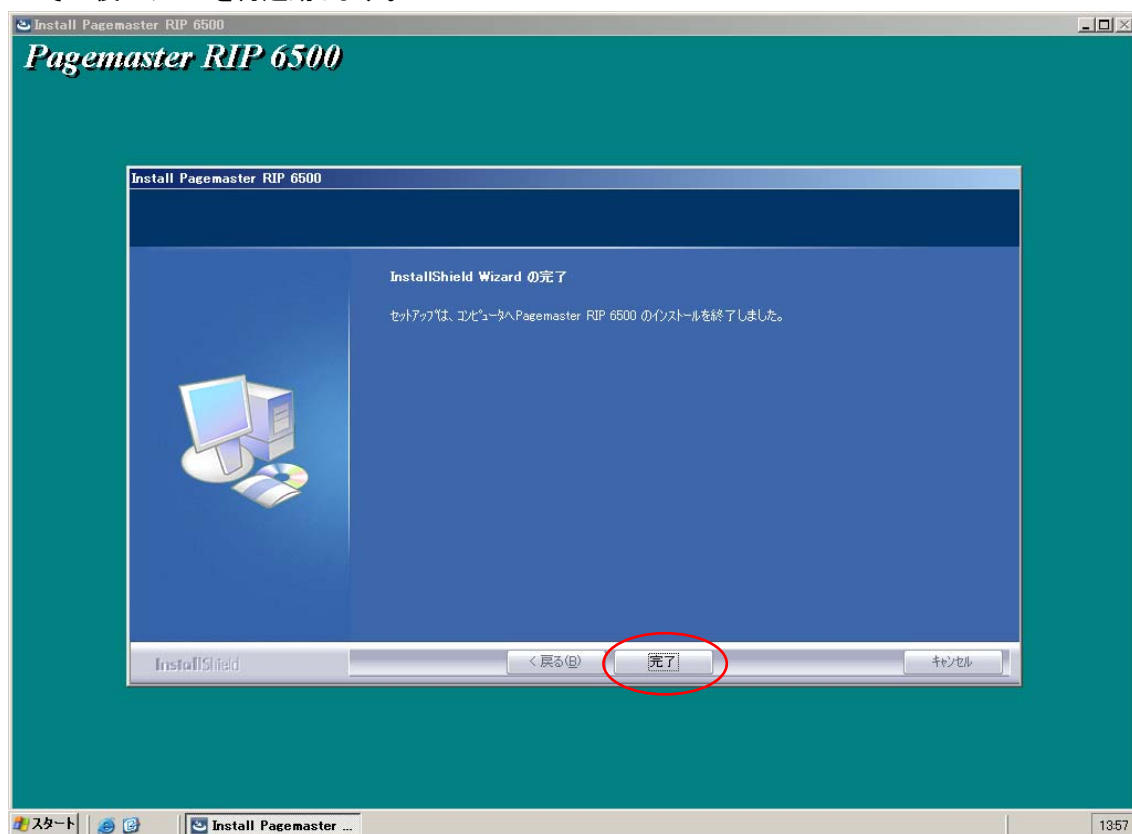 Install Pagemaster RIP 6500
Pagemaster RIP 6500
Install Pagemaster RIP 6500
InstallShield Wizard の完了
セットアップは、コンピュータへPagemaster RIP 6500 のインストールを終了しました。
InstallShield
< 戻る(B)
完了
キャンセル
スタート
Install Pagemaster ...
13:57